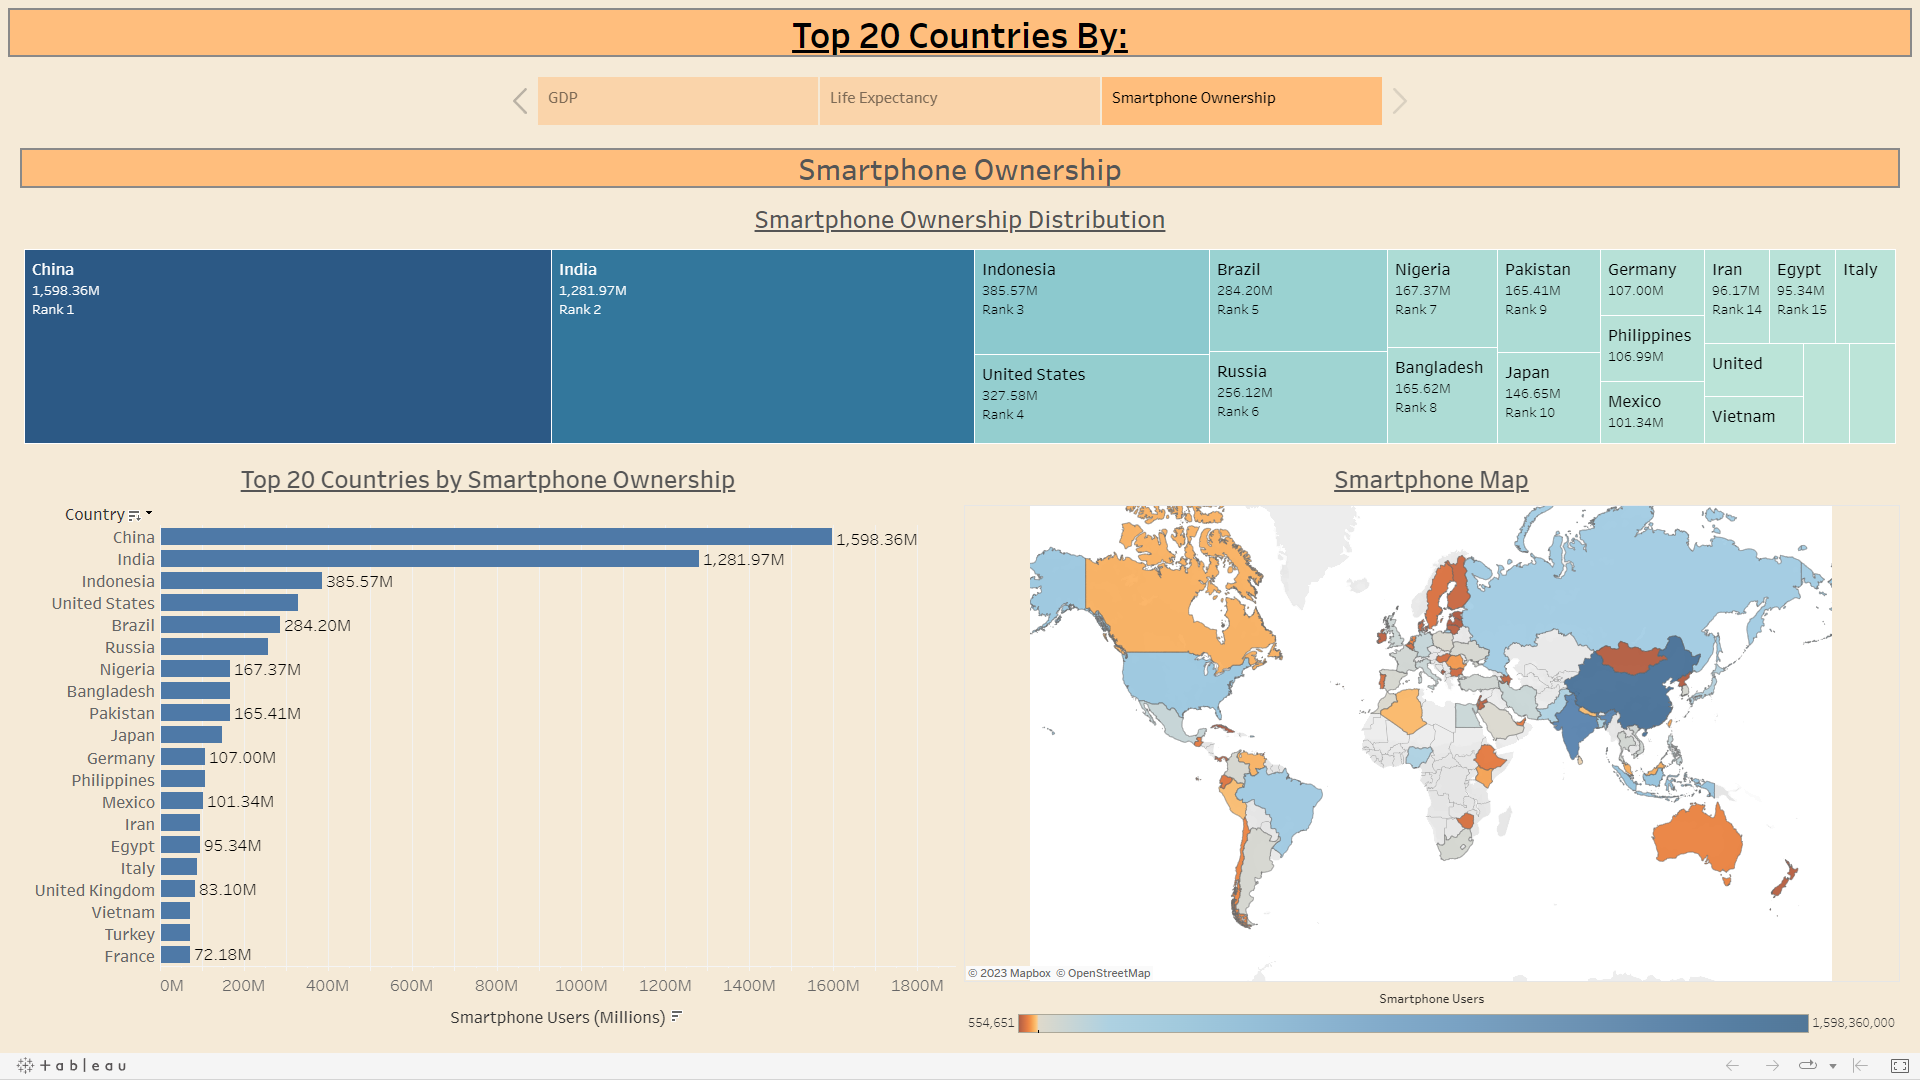 Top 20 Countries By:
GDP
Life Expectancy
Smartphone Ownership
Smartphone Ownership
Smartphone Ownership Distribution
China
1,598.36M
Rank 1
India
1,281.97M
Rank 2
Indonesia
385.57M
Rank 3
United States
327.58M
Rank 4
Brazil
284.20M
Rank 5
Russia
256.12M
Rank 6
Nigeria
167.37M
Rank 7
Bangladesh
165.62M
Rank 8
Pakistan
165.41M
Rank 9
Japan
146.65M
Rank 10
Germany
107.00M
Philippines
106.99M
Mexico
101.34M
Iran
96.17M
Rank 14
Egypt
95.34M
Rank 15
Italy
United
Vietnam
Top 20 Countries by Smartphone Ownership
Country
China 1,598.36M
India 1,281.97M
Indonesia 385.57M
United States
Brazil 284.20M
Russia
Nigeria 167.37M
Bangladesh
Pakistan 165.41M
Japan
Germany 107.00M
Philippines
Mexico 101.34M
Iran
Egypt 95.34M
Italy
United Kingdom 83.10M
Vietnam
Turkey
France 72.18M
0M 200M 400M 600M 800M 1000M 1200M 1400M 1600M 1800M
Smartphone Users (Millions)
Smartphone Map
© 2023 Mapbox © OpenStreetMap
Smartphone Users
554,651 1,598,360,000
+ableau